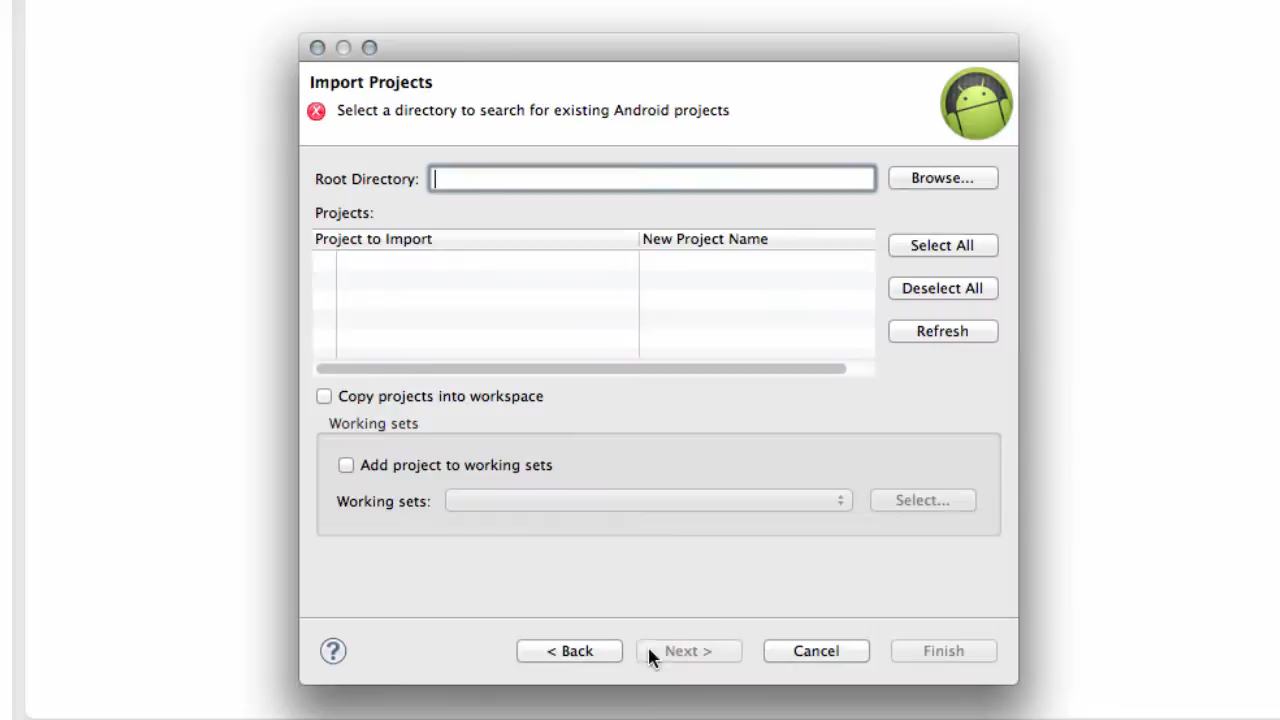 Import Projects
Select a directory to search for existing Android projects
Root Directory:
Browse...
Projects:
Project to Import
New Project Name
Select All
Deselect All
Refresh
Copy projects into workspace
Working sets
Add project to working sets
Working sets:
Select...
?
< Back
Next >
Cancel
Finish